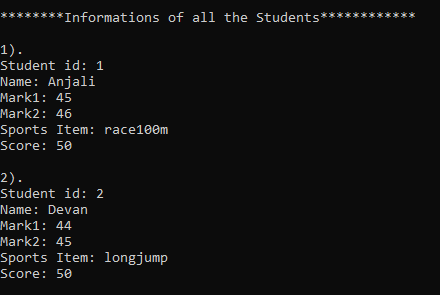 ********Informations of all the Students************
1).
Student id: 1
Name: Anjali
Mark1: 45
Mark2: 46
Sports Item: race100m
Score: 50
2).
Student id: 2
Name: Devan
Mark1: 44
Mark2: 45
Sports Item: longjump
Score: 50